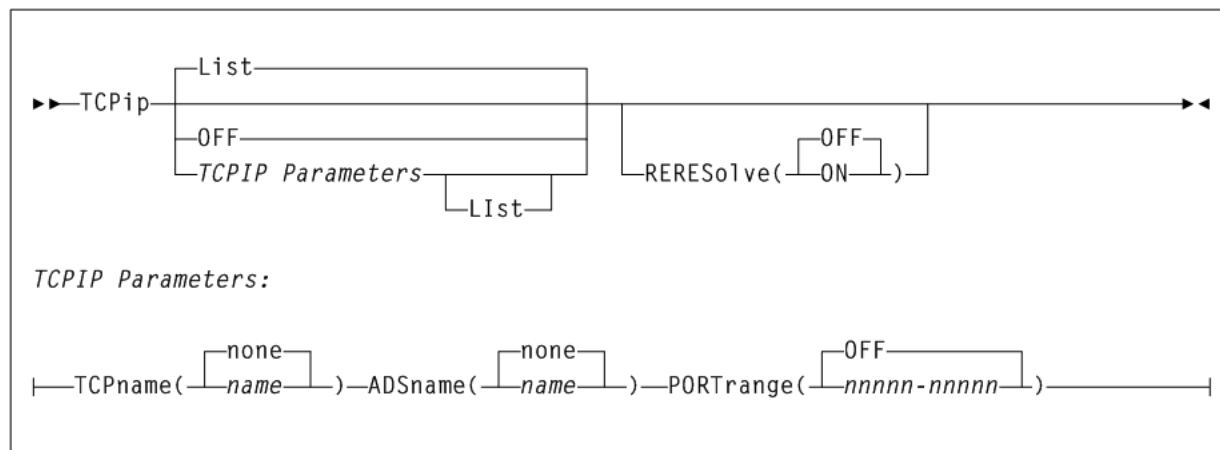 List
TCPip
OFF
OFF
TCPIP Parameters
RERESolve( ON )
LIst
TCPIP Parameters:
none none OFF
TCPname( name ) ADSname( name ) PORTrange( nnnnn-nnnnn )